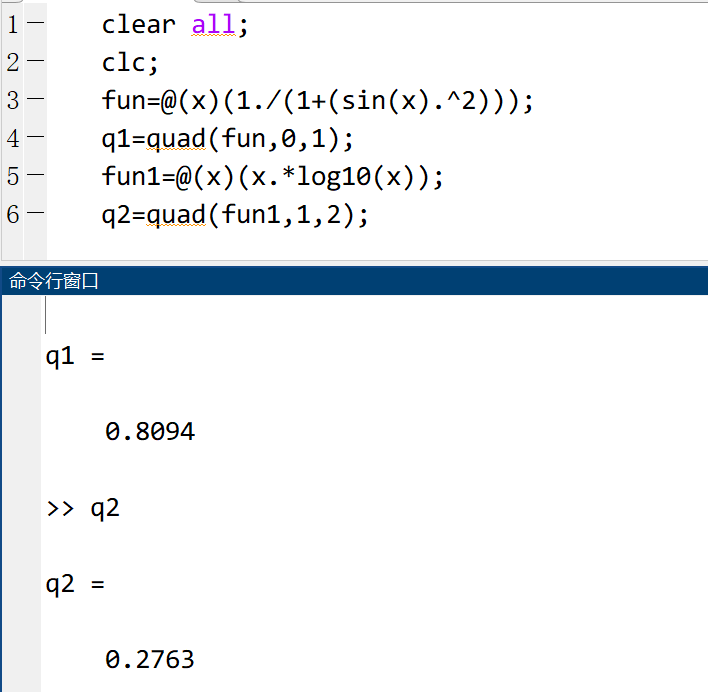 1 clear all;
2 clc;
3 fun=@(x)(1./(1+(sin(x).^2)));
4 q1=quad(fun,0,1);
5 fun1=@(x)(x.*log10(x));
6 q2=quad(fun1,1,2);
命令行窗口
q1 =
0.8094
>> q2
q2 =
0.2763